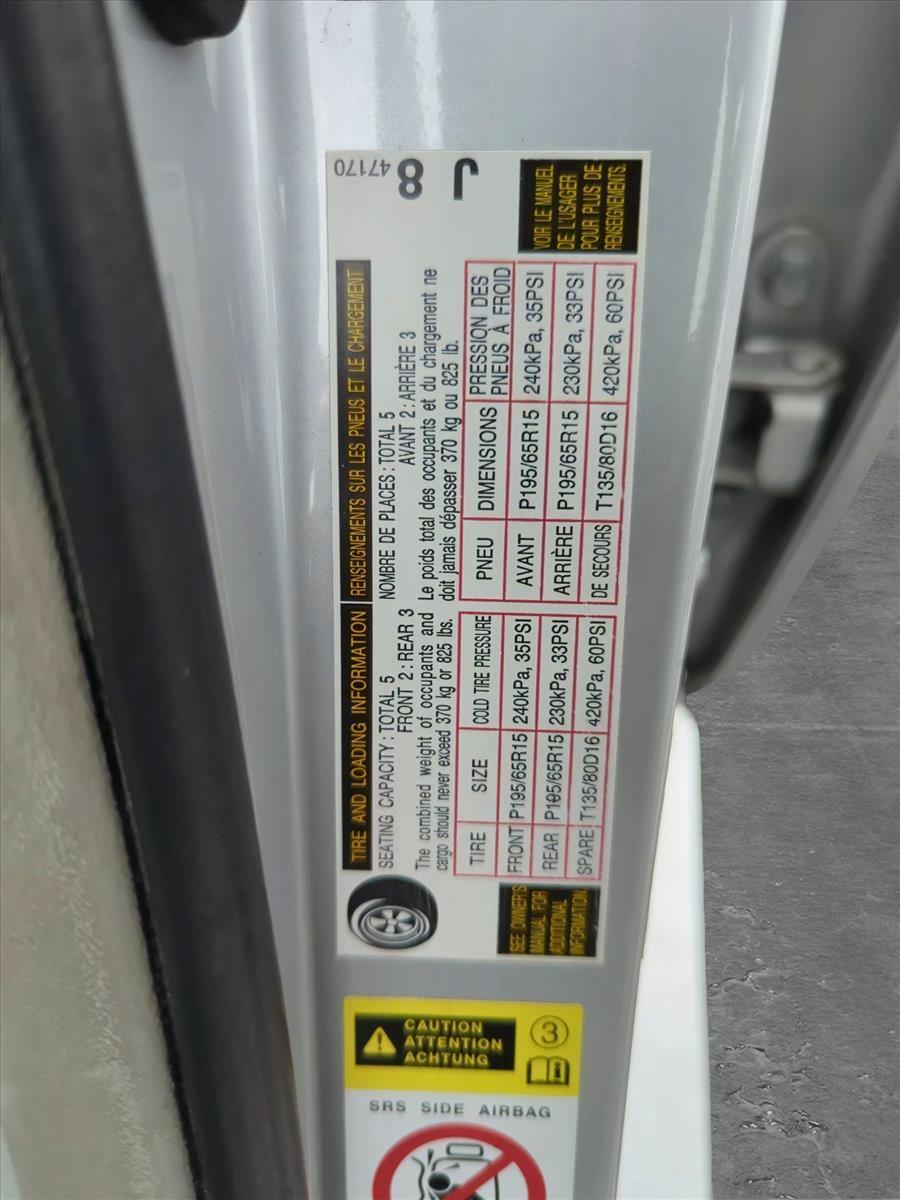 TIRE AND LOADING INFORMATION
SEATING CAPACITY : TOTAL 5
FRONT 2 : REAR 3
The combined weight of occupants and
cargo should never exceed 370 kg or 825 lbs.
TIRE SIZE COLD TIRE PRESSURE
FRONT P195/65R15 240kPa, 35PSI
REAR P195/65R15 230kPa, 33PSI
SPARE T135/80D16 420kPa, 60PSI
SEE OWNER'S
MANUAL FOR
ADDITIONAL
INFORMATION.
RENSEIGNEMENTS SUR LES PNEUS ET LE CHARGEMENT
NOMBRE DE PLACES : TOTAL 5
AVANT 2 : ARRIÈRE 3
Le poids total des occupants et du chargement ne
doit jamais dépasser 370 kg ou 825 lb.
PNEU DIMENSIONS PRESSION DES
PNEUS À FROID
AVANT P195/65R15 240kPa, 35PSI
ARRIÈRE P195/65R15 230kPa, 33PSI
DE SECOURS T135/80D16 420kPa, 60PSI
VOIR LE MANUEL
DE L'USAGER
POUR PLUS DE
RENSEIGNEMENTS.
47170
8
J
CAUTION
ATTENTION
ACHTUNG
3
SRS SIDE AIRBAG